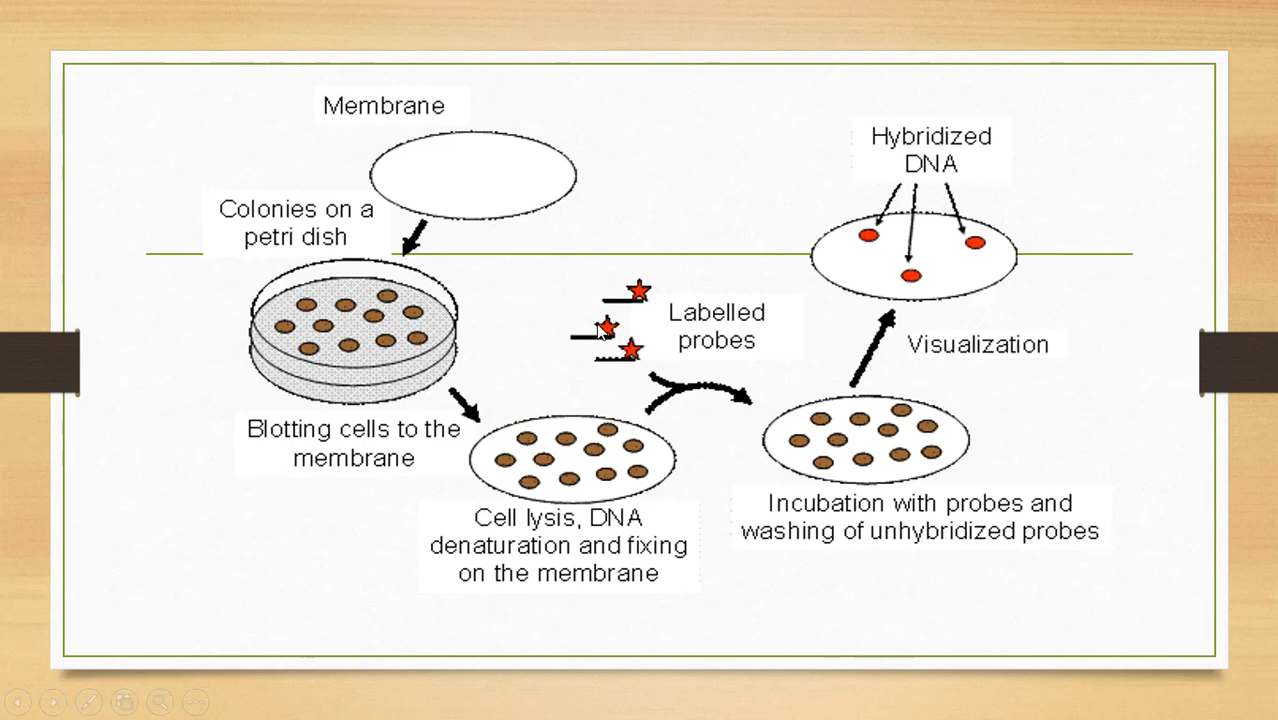 Membrane
Hybridized
DNA
Colonies on a
petri dish
Labelled
probes
Visualization
Blotting cells to the
membrane
Cell lysis, DNA
denaturation and fixing
on the membrane
Incubation with probes and
washing of unhybridized probes